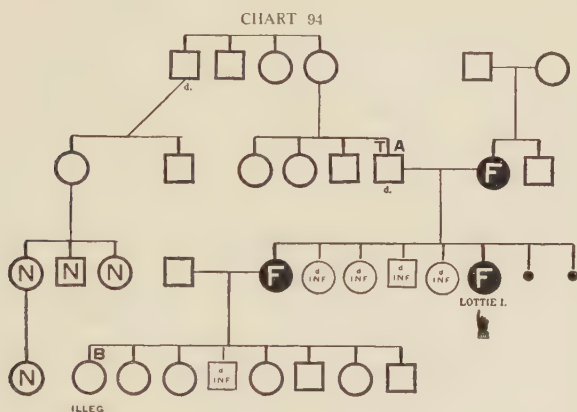 CHART 94
d.
T A
d.
F
N N N
F
d INF
d INF
d INF
d INF
F
LOTTIE I.
N
B
d INF
ILLEG